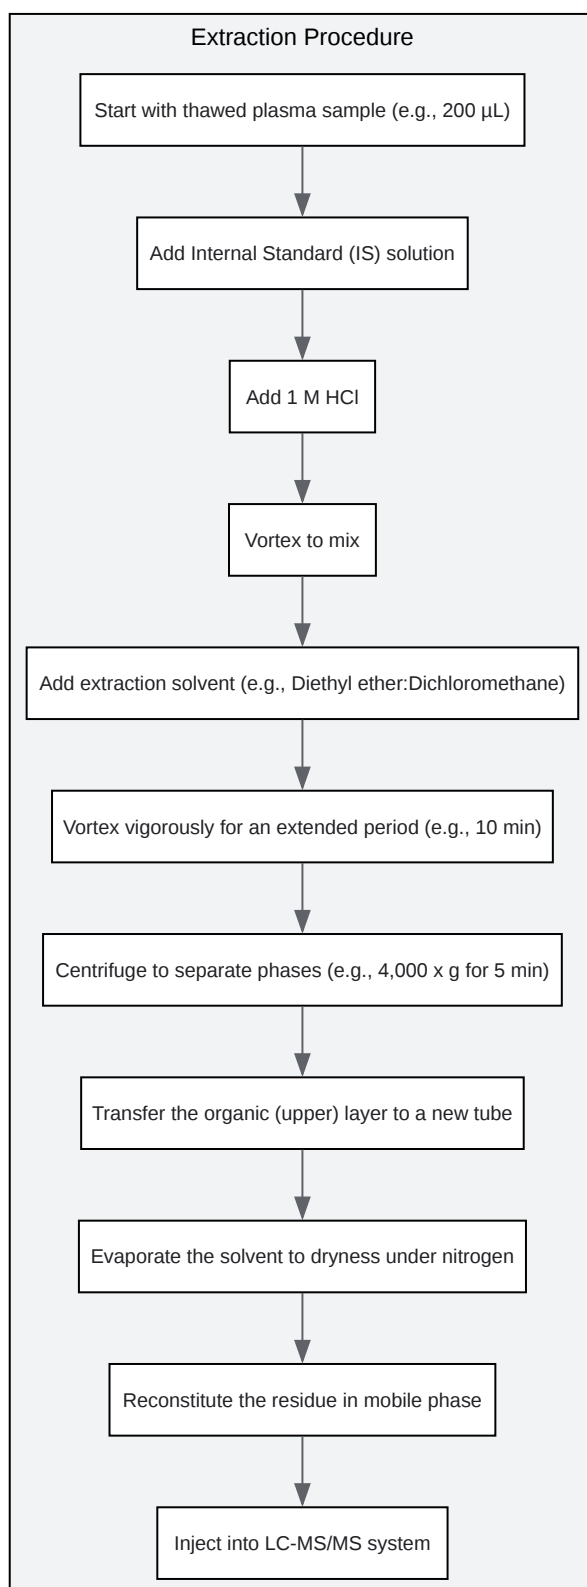 Extraction Procedure
Start with thawed plasma sample (e.g., 200 µL)
Add Internal Standard (IS) solution
Add 1 M HCl
Vortex to mix
Add extraction solvent (e.g., Diethyl ether:Dichloromethane)
Vortex vigorously for an extended period (e.g., 10 min)
Centrifuge to separate phases (e.g., 4,000 x g for 5 min)
Transfer the organic (upper) layer to a new tube
Evaporate the solvent to dryness under nitrogen
Reconstitute the residue in mobile phase
Inject into LC-MS/MS system